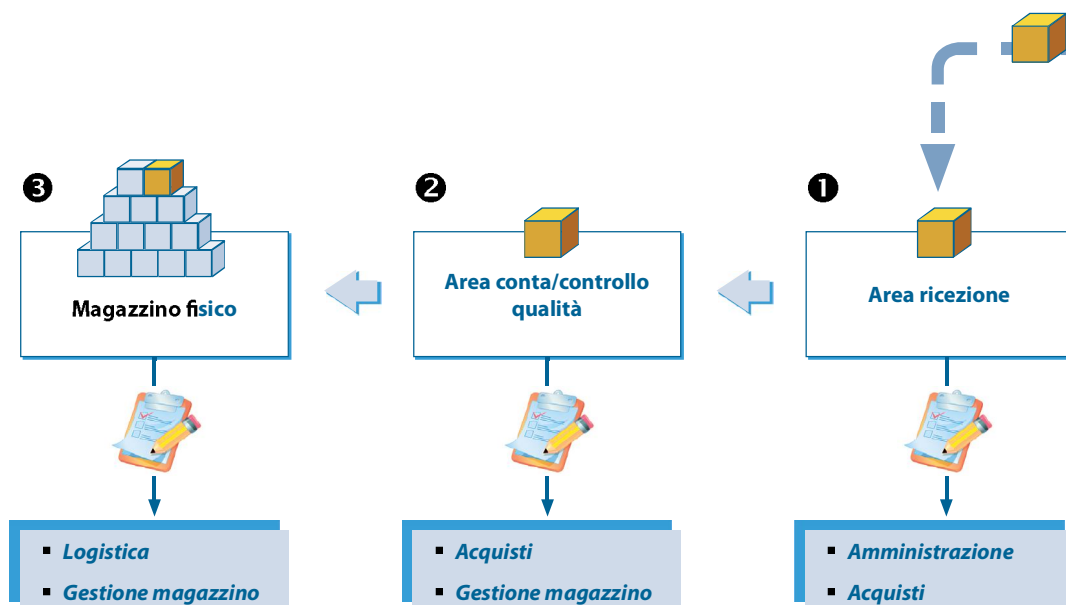 ❸
❷
❶
Magazzino fisico
Area conta/controllo
qualità
Area ricezione
▪ Logistica
▪ Gestione magazzino
▪ Acquisti
▪ Gestione magazzino
▪ Amministrazione
▪ Acquisti